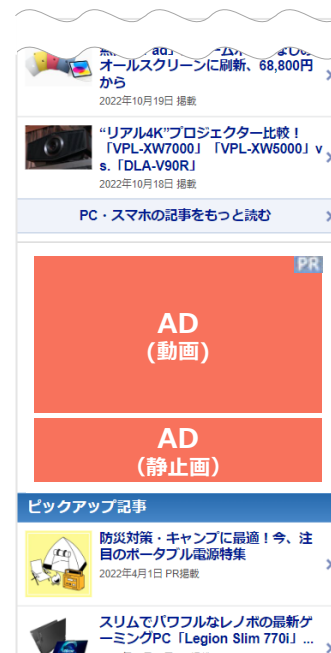 オールスクリーンに刷新、68,800円
から
2022年10月19日 掲載
“リアル4K”プロジェクター比較！
「VPL-XW7000」「VPL-XW5000」v
s.「DLA-V90R」
2022年10月18日 掲載
PC・スマホの記事をもっと読む
PR
AD
(動画)
AD
(静止画)
ピックアップ記事
防災対策・キャンプに最適！今、注
目のポータブル電源特集
2022年4月1日 PR掲載
スリムでパワフルなレノボの最新ゲ
ーミングPC「Legion Slim 770i」...